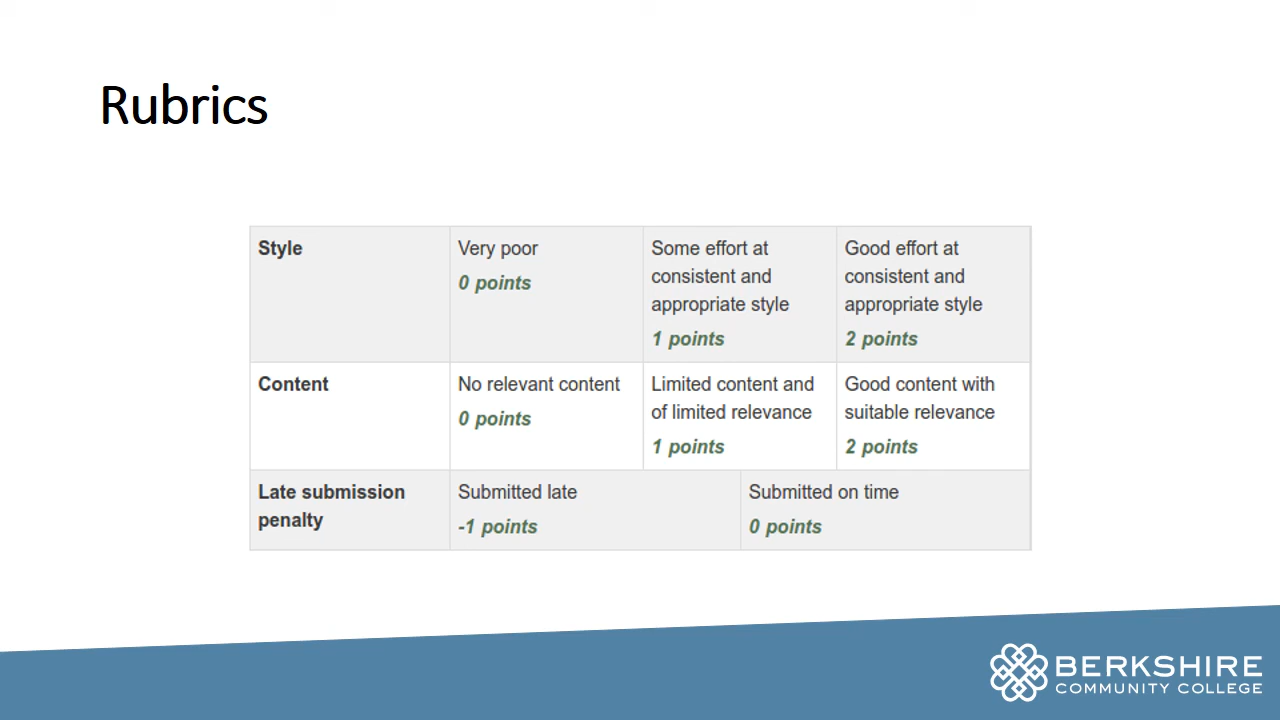 Rubrics
Style
Very poor
0 points
Some effort at
consistent and
appropriate style
1 points
Good effort at
consistent and
appropriate style
2 points
Content
No relevant content
0 points
Limited content and
of limited relevance
1 points
Good content with
suitable relevance
2 points
Late submission
penalty
Submitted late
-1 points
Submitted on time
0 points
BERKSHIRE
COMMUNITY COLLEGE